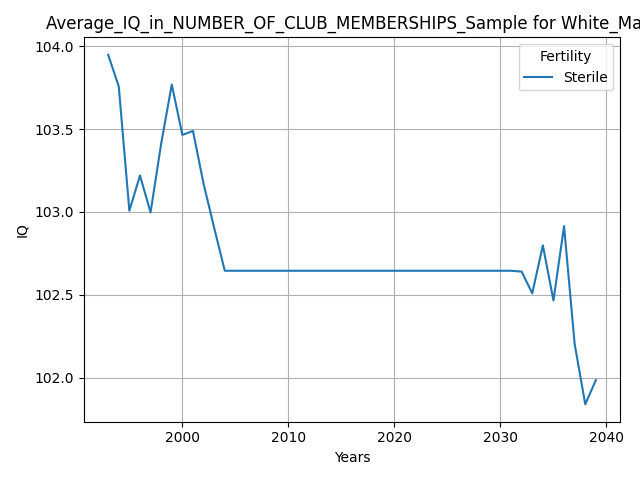 Average_IQ_in_NUMBER_OF_CLUB_MEMBERSHIPS_Sample for White_Ma
Fertility
Sterile
104.0
103.5
103.0
102.5
102.0
IQ
2000
2010
2020
2030
2040
Years